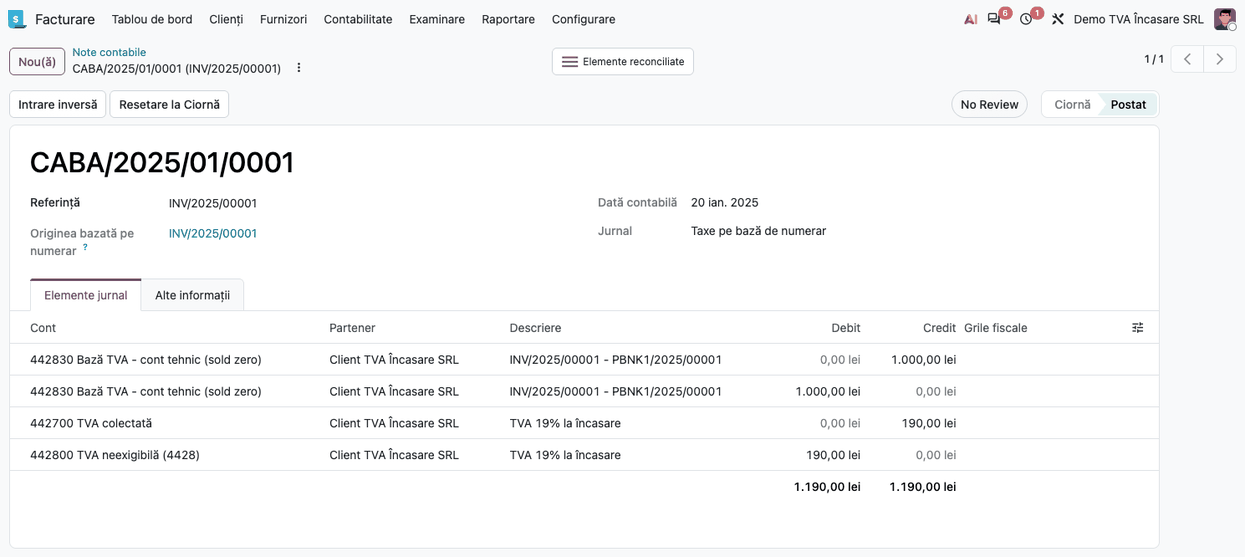 Facturare Tablou de bord Clienți Furnizori Contabilitate Examinare Raportare Configurare AI 6 1 Demo TVA Încasare SRL
Nou(ă) Note contabile
CABA/2025/01/0001 (INV/2025/00001) Elemente reconciliate 1 / 1
Intrare inversă Resetare la Ciornă No Review Ciornă Postat
CABA/2025/01/0001
Referință INV/2025/00001 Dată contabilă 20 ian. 2025
Originea bazată pe numerar ? INV/2025/00001 Jurnal Taxe pe bază de numerar
Elemente jurnal Alte informații
Cont Partener Descriere Debit Credit Grile fiscale
442830 Bază TVA - cont tehnic (sold zero) Client TVA Încasare SRL INV/2025/00001 - PBNK1/2025/00001 0,00 lei 1.000,00 lei
442830 Bază TVA - cont tehnic (sold zero) Client TVA Încasare SRL INV/2025/00001 - PBNK1/2025/00001 1.000,00 lei 0,00 lei
442700 TVA colectată Client TVA Încasare SRL TVA 19% la încasare 0,00 lei 190,00 lei
442800 TVA neexigibilă (4428) Client TVA Încasare SRL TVA 19% la încasare 190,00 lei 0,00 lei
1.190,00 lei 1.190,00 lei